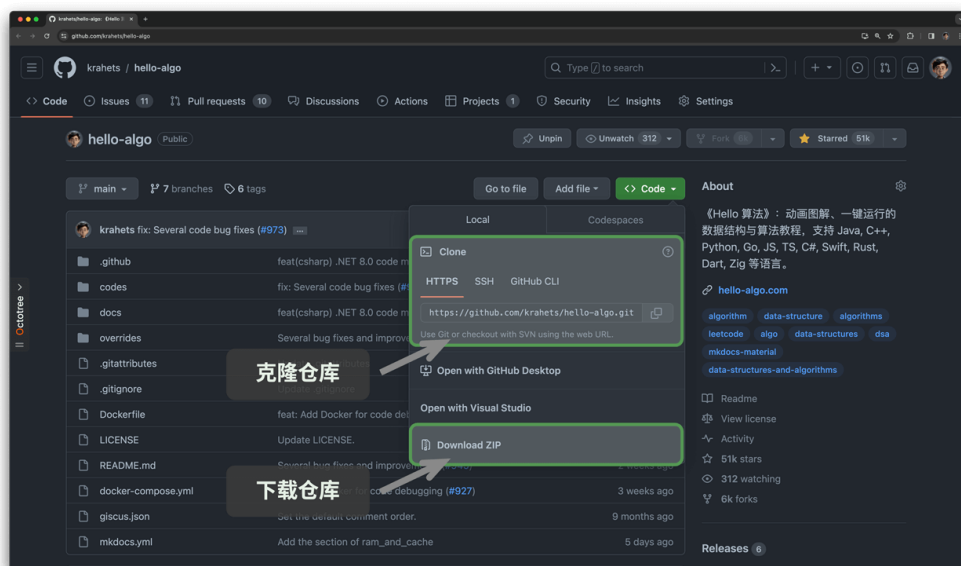 krahets/hello-algo: 《Hello
github.com/krahets/hello-algo
krahets / hello-algo
Type / to search
Code Issues 11 Pull requests 10 Discussions Actions Projects 1 Security Insights Settings
hello-algo Public
Unpin Unwatch 312 Fork 6k Starred 51k
main 7 branches 6 tags Go to file Add file Code
Local Codespaces
krahets fix: Several code bug fixes (#973) ...
.github feat(csharp) .NET 8.0 code m
codes fix: Several code bug fixes (#
docs feat(csharp) .NET 8.0 code m
overrides Several bug fixes and improv
.gitattributes
.gitignore
Dockerfile feat: Add Docker for code de
LICENSE Update LICENSE.
README.md Several bug fixes and improve 2 weeks ago
docker-compose.yml for code debugging (#927) 3 weeks ago
giscus.json Set the default comment order. 9 months ago
mkdocs.yml Add the section of ram_and_cache 5 days ago
Clone
HTTPS SSH GitHub CLI
https://github.com/krahets/hello-algo.git
Use Git or checkout with SVN using the web URL.
克隆仓库
Open with GitHub Desktop
Open with Visual Studio
Download ZIP
下载仓库
About
《Hello 算法》：动画图解、一键运行的
数据结构与算法教程，支持 Java, C++,
Python, Go, JS, TS, C#, Swift, Rust,
Dart, Zig 等语言。
hello-algo.com
algorithm data-structure algorithms
leetcode algo data-structures dsa
mkdocs-material
data-structures-and-algorithms
Readme
View license
Activity
51k stars
312 watching
6k forks
Releases 6
Octotree